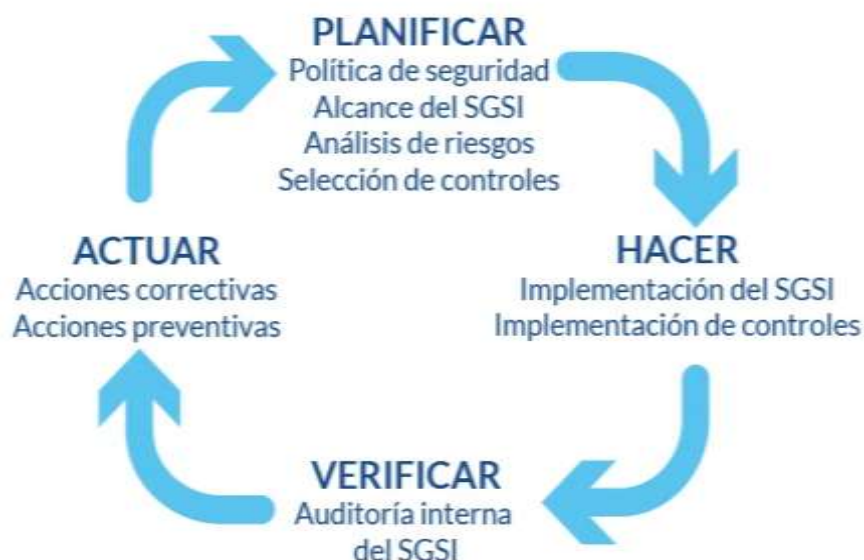 PLANIFICAR
Política de seguridad
Alcance del SGSI
Análisis de riesgos
Selección de controles
HACER
Implementación del SGSI
Implementación de controles
VERIFICAR
Auditoría interna
del SGSI
ACTUAR
Acciones correctivas
Acciones preventivas